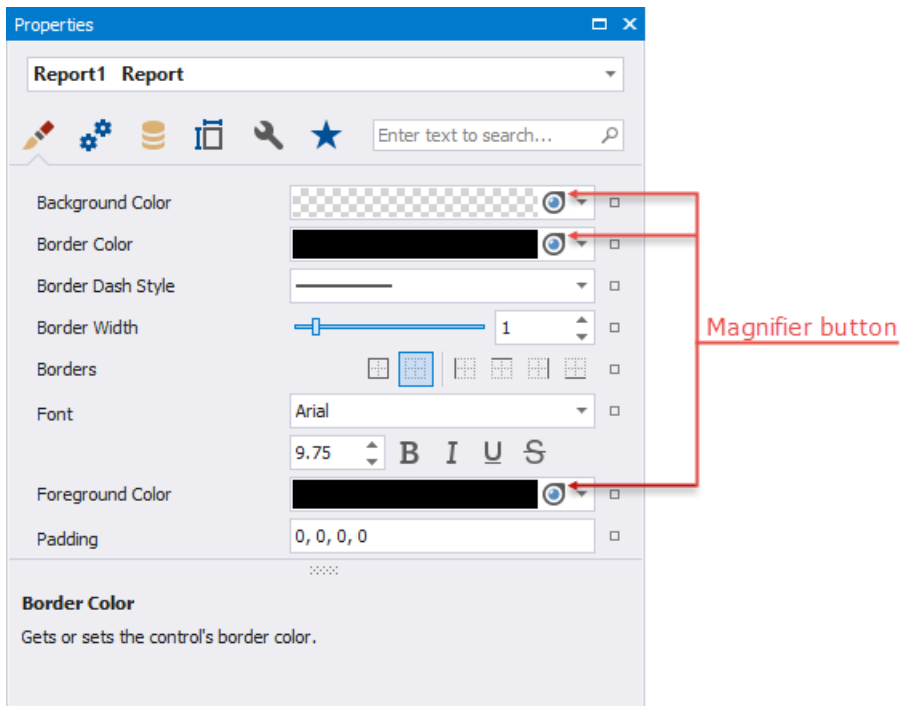 Properties
Report1 Report
Enter text to search...
Background Color
Border Color
Border Dash Style
Border Width 1
Magnifier button
Borders
Font Arial
9.75 B I U S
Foreground Color
Padding 0, 0, 0, 0
Border Color
Gets or sets the control's border color.